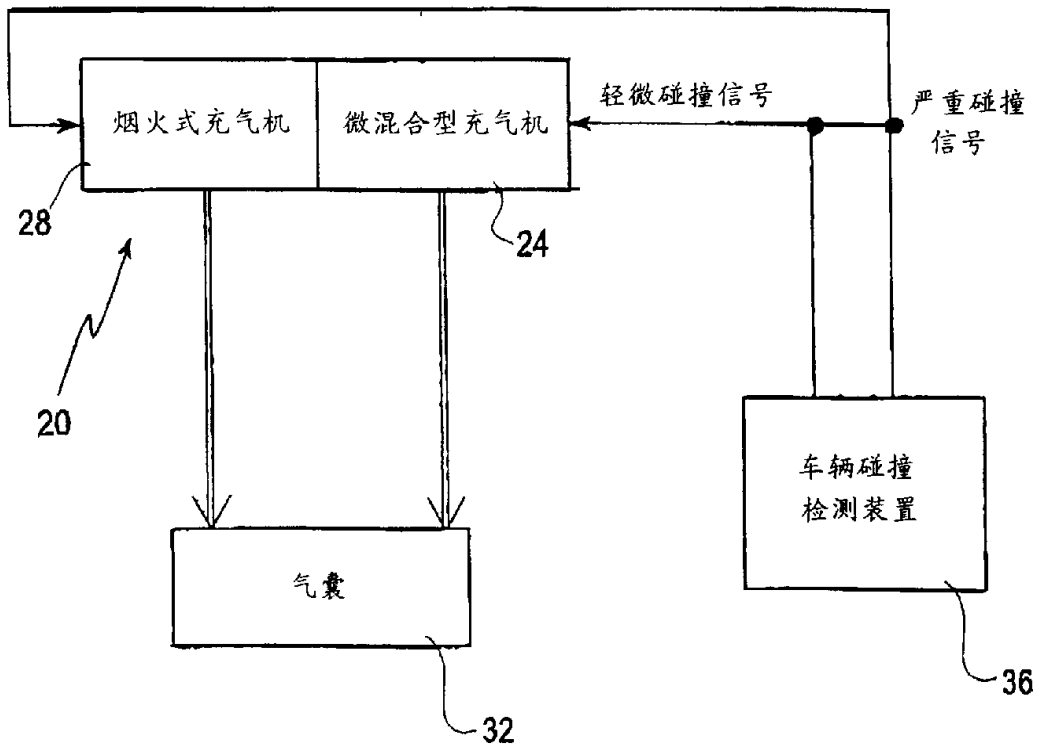 烟火式充气机
微混合型充气机
轻微碰撞信号
严重碰撞
信号
28
24
20
车辆碰撞
检测装置
气囊
36
32